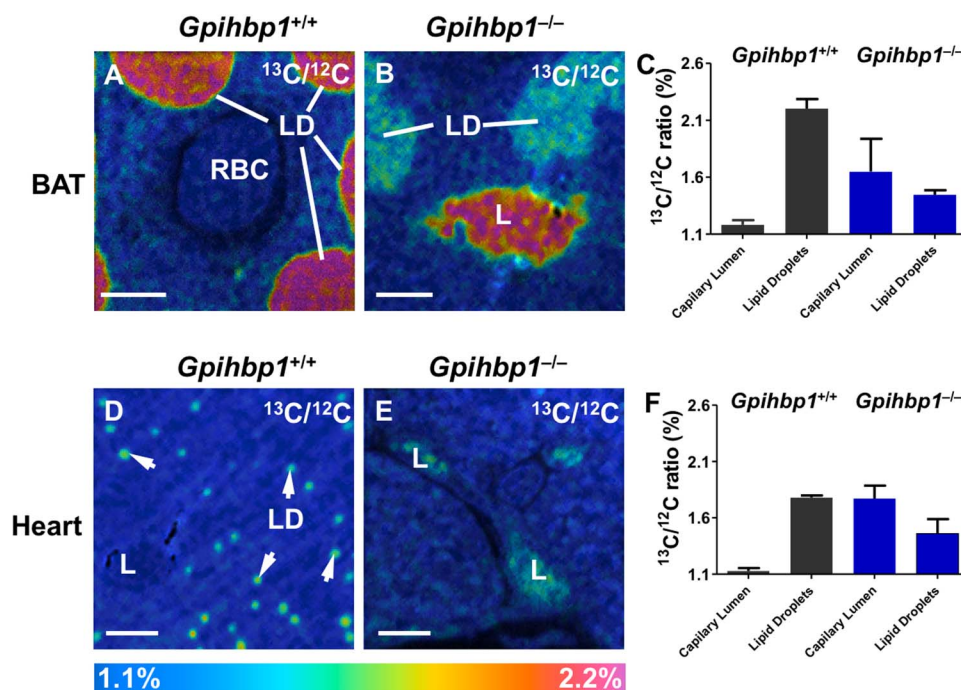 Gpihbp1+/+
Gpihbp1–/–
A
13C/12C
LD
RBC
B
13C/12C
LD
L
BAT
C
Gpihbp1+/+
Gpihbp1–/–
13C/12C ratio (%)
2.6
2.1
1.6
1.1
Capilary Lumen
Lipid Droplets
Capilary Lumen
Lipid Droplets
Gpihbp1+/+
Gpihbp1–/–
D
13C/12C
LD
L
E
13C/12C
L
L
Heart
F
Gpihbp1+/+
Gpihbp1–/–
13C/12C ratio (%)
2.6
2.1
1.6
1.1
Capilary Lumen
Lipid Droplets
Capilary Lumen
Lipid Droplets
1.1%
2.2%